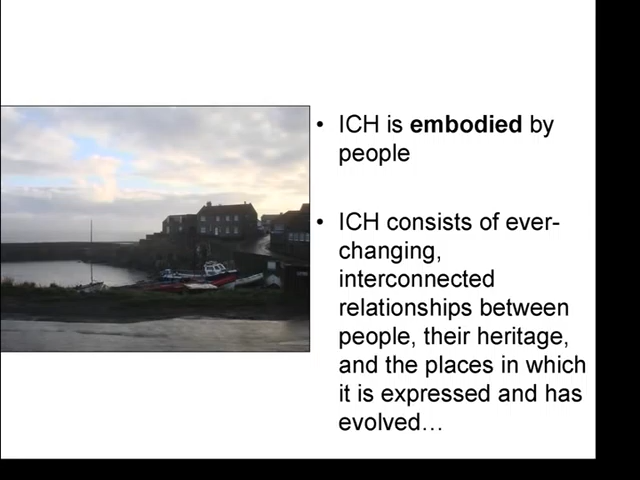 • ICH is embodied by
people
• ICH consists of ever-
changing,
interconnected
relationships between
people, their heritage,
and the places in which
it is expressed and has
evolved…